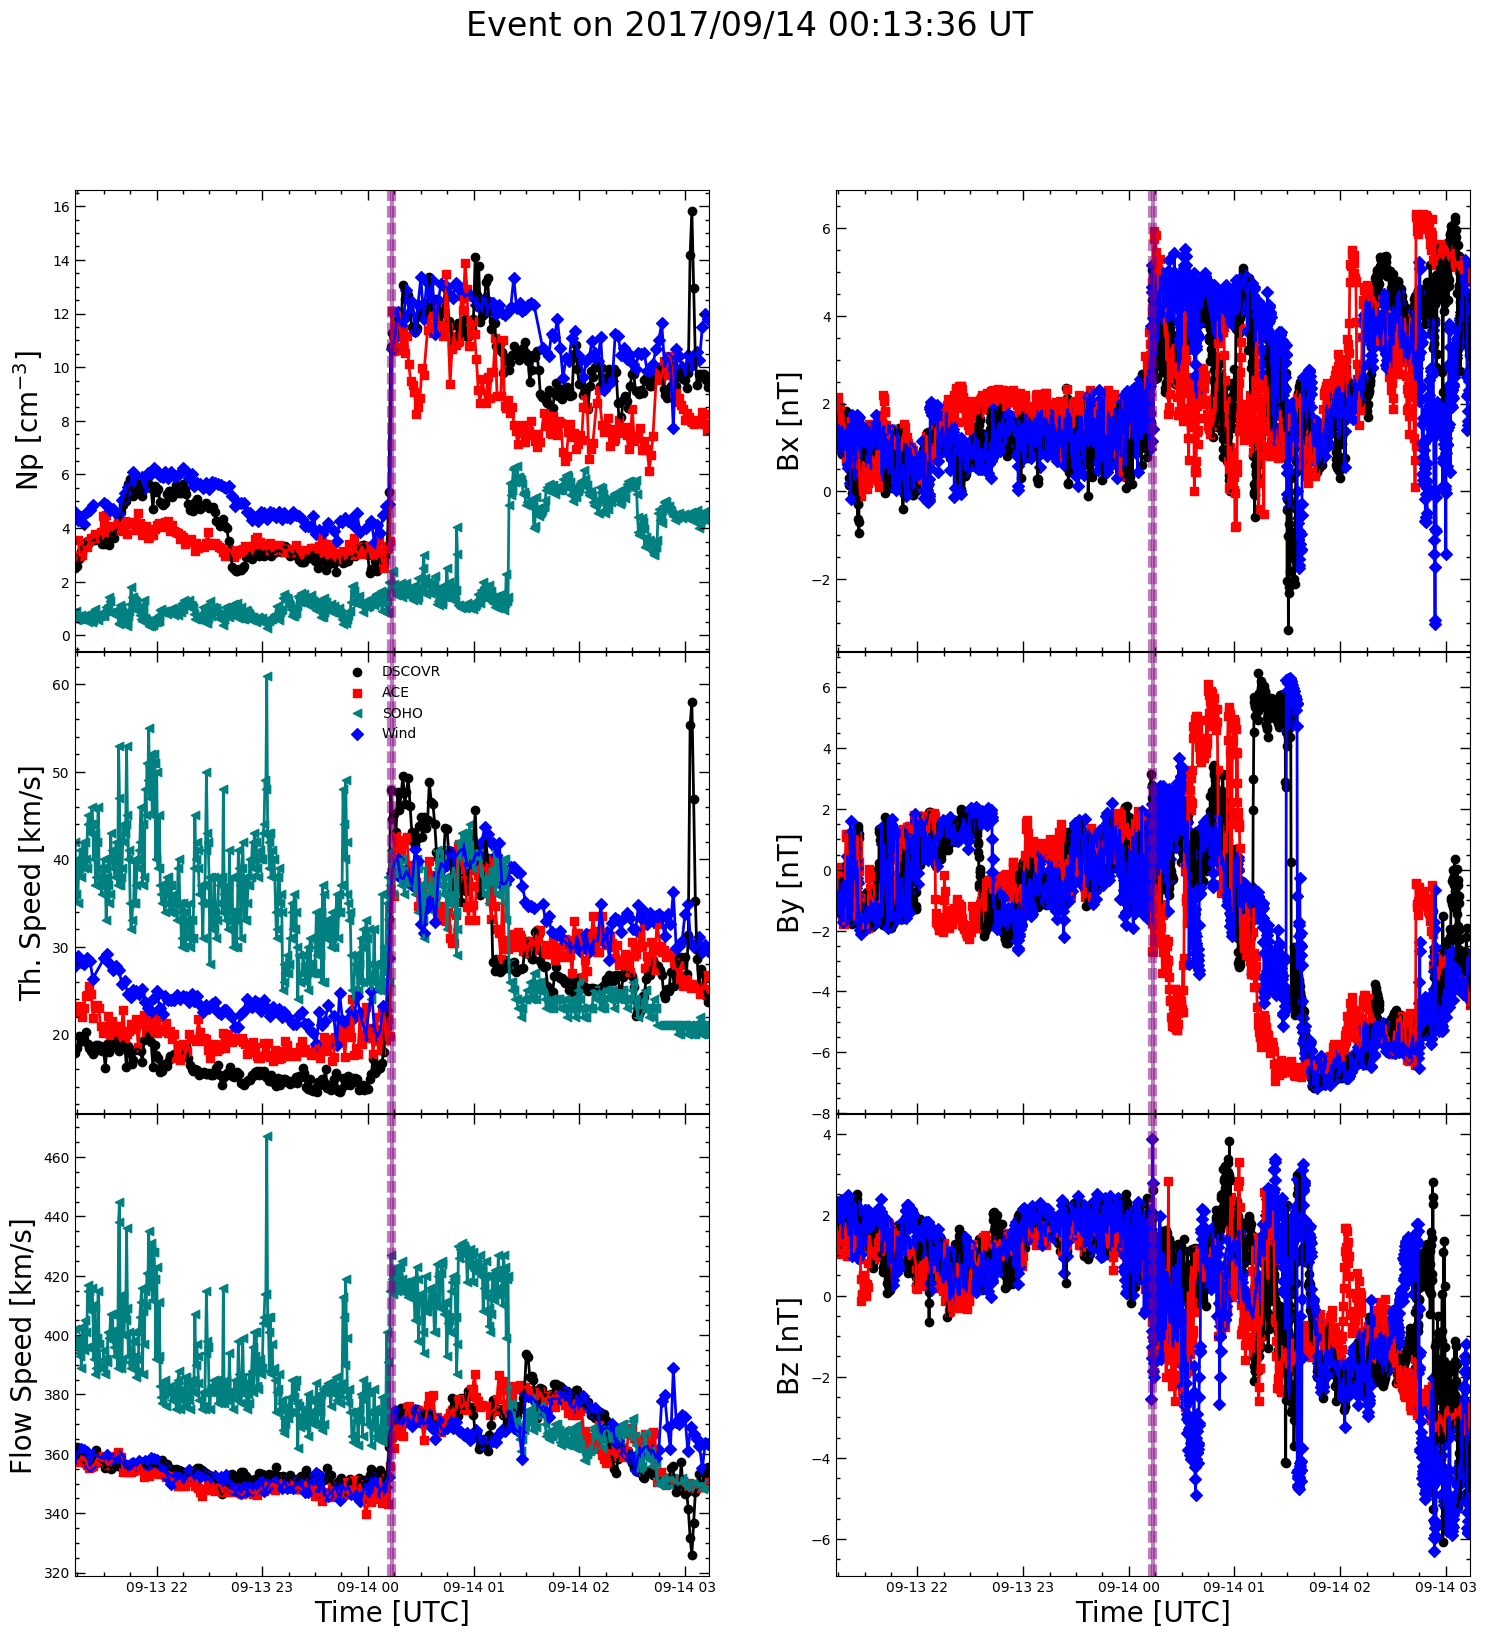 Event on 2017/09/14 00:13:36 UT
16
14
12
10
8
6
4
2
0
Np [cm⁻³]
6
4
2
0
−2
Bx [nT]
DSCOVR
ACE
SOHO
Wind
60
50
40
30
20
Th. Speed [km/s]
6
4
2
0
−2
−4
−6
−8
By [nT]
460
440
420
400
380
360
340
320
Flow Speed [km/s]
4
2
0
−2
−4
−6
Bz [nT]
09-13 22 09-13 23 09-14 00 09-14 01 09-14 02 09-14 03
Time [UTC]
09-13 22 09-13 23 09-14 00 09-14 01 09-14 02 09-14 03
Time [UTC]